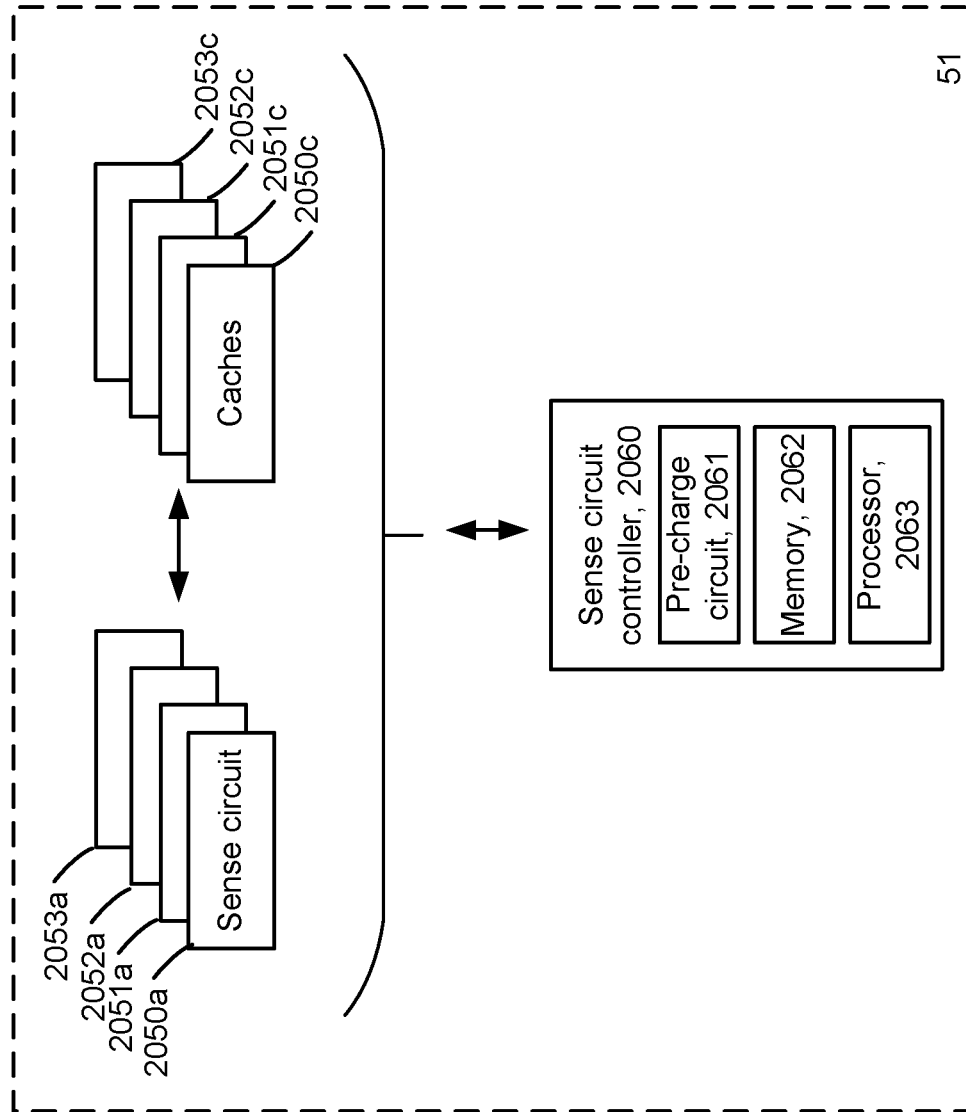 2053a
2052a
2051a
2050a
Sense circuit
2053c
2052c
2051c
2050c
Caches
Sense circuit
controller, 2060
Pre-charge
circuit, 2061
Memory, 2062
Processor,
2063
51